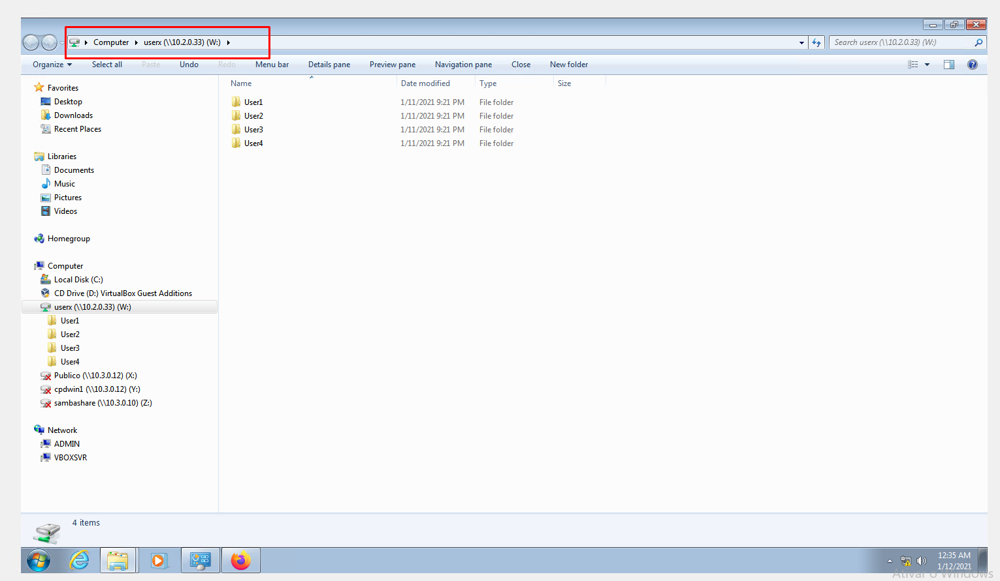 Computer userx (\\10.2.0.33) (W:)
Search userx (\\10.2.0.33) (W:)
Organize Select all Paste Undo Redo Menu bar Details pane Preview pane Navigation pane Close New folder
Name Date modified Type Size
User1 1/11/2021 9:21 PM File folder
User2 1/11/2021 9:21 PM File folder
User3 1/11/2021 9:21 PM File folder
User4 1/11/2021 9:21 PM File folder
Favorites
Desktop
Downloads
Recent Places
Libraries
Documents
Music
Pictures
Videos
Homegroup
Computer
Local Disk (C:)
CD Drive (D:) VirtualBox Guest Additions
userx (\\10.2.0.33) (W:)
User1
User2
User3
User4
Publico (\\10.3.0.12) (X:)
cpdwin1 (\\10.3.0.12) (Y:)
sambashare (\\10.3.0.10) (Z:)
Network
ADMIN
VBOXSVR
4 items
12:35 AM
1/12/2021
Ativar o Windows